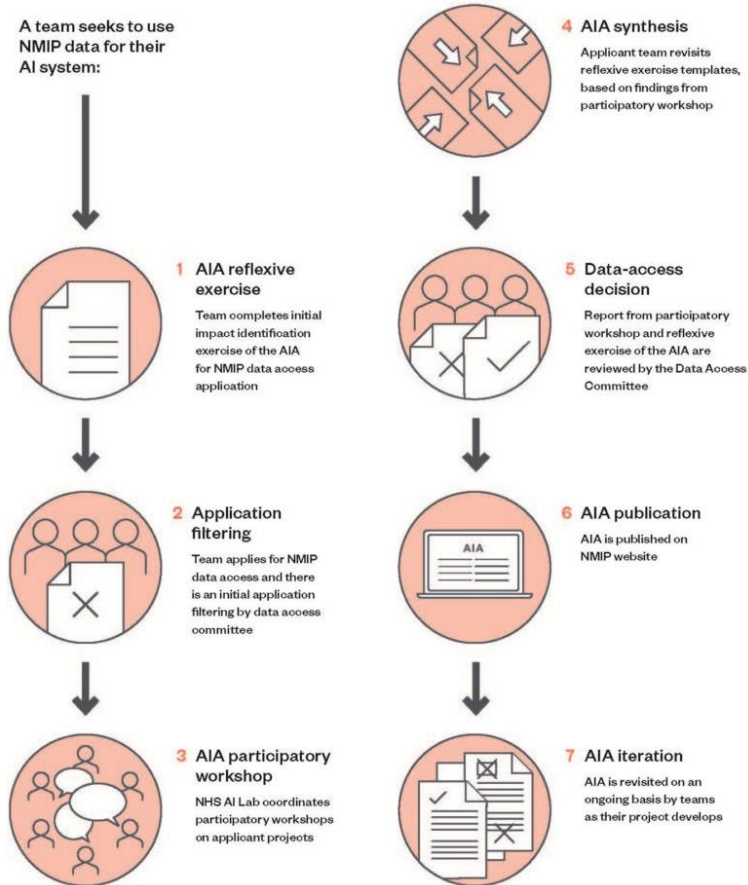 A team seeks to use
NMIP data for their
AI system:
1 AIA reflexive
exercise
Team completes initial
impact identification
exercise of the AIA
for NMIP data access
application
2 Application
filtering
Team applies for NMIP
data access and there
is an initial application
filtering by data access
committee
3 AIA participatory
workshop
NHS AI Lab coordinates
participatory workshops
on applicant projects
4 AIA synthesis
Applicant team revisits
reflexive exercise templates,
based on findings from
participatory workshop
5 Data-access
decision
Report from participatory
workshop and reflexive
exercise of the AIA are
reviewed by the Data Access
Committee
6 AIA publication
AIA is published on
NMIP website
AIA
7 AIA iteration
AIA is revisited on an
ongoing basis by teams
as their project develops